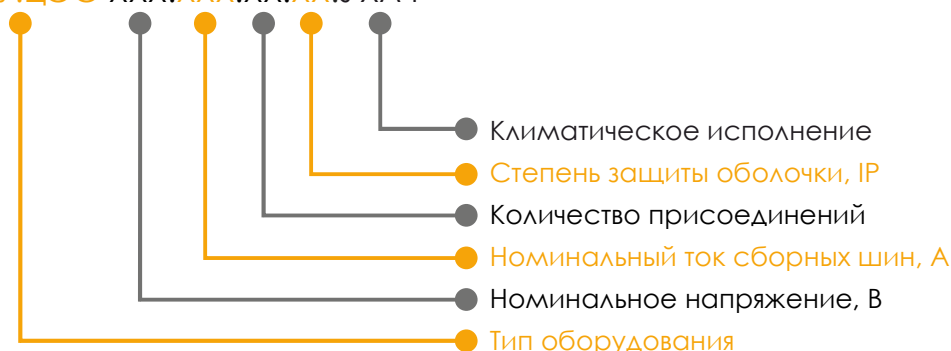 Климатическое исполнение
Степень защиты оболочки, IP
Количество присоединений
Номинальный ток сборных шин, А
Номинальное напряжение, В
Тип оборудования